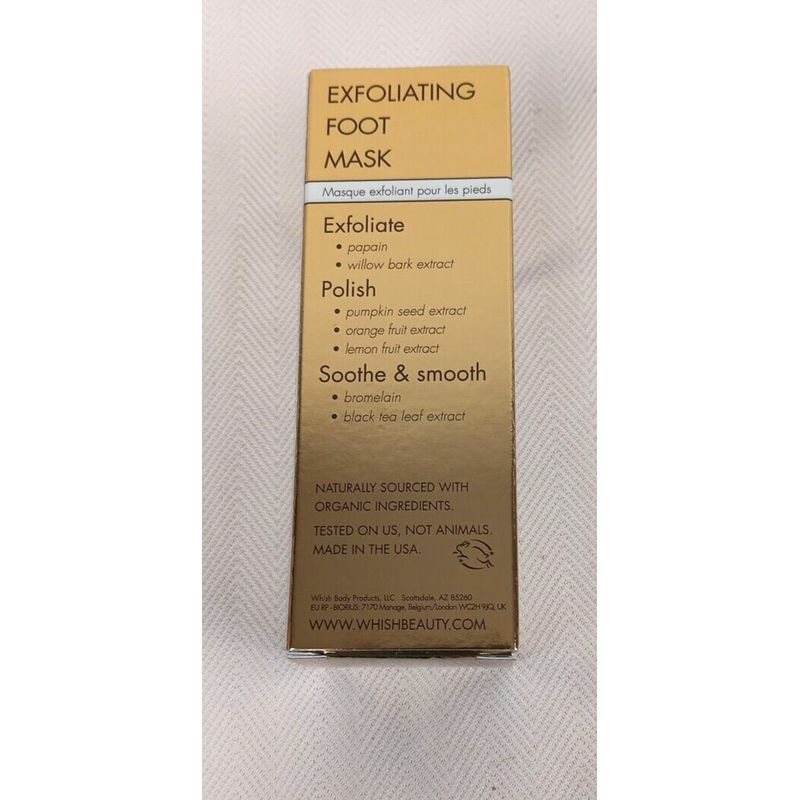 EXFOLIATING
FOOT
MASK
Masque exfoliant pour les pieds
Exfoliate
• papain
• willow bark extract
Polish
• pumpkin seed extract
• orange fruit extract
• lemon fruit extract
Soothe & smooth
• bromelain
• black tea leaf extract
NATURALLY SOURCED WITH
ORGANIC INGREDIENTS.
TESTED ON US, NOT ANIMALS.
MADE IN THE USA.
Whish Body Products, LLC Scottsdale, AZ 85260
EU RP - BIORIUS: 7170 Manage, Belgium/London WC2H 9JQ, UK
WWW.WHISHBEAUTY.COM